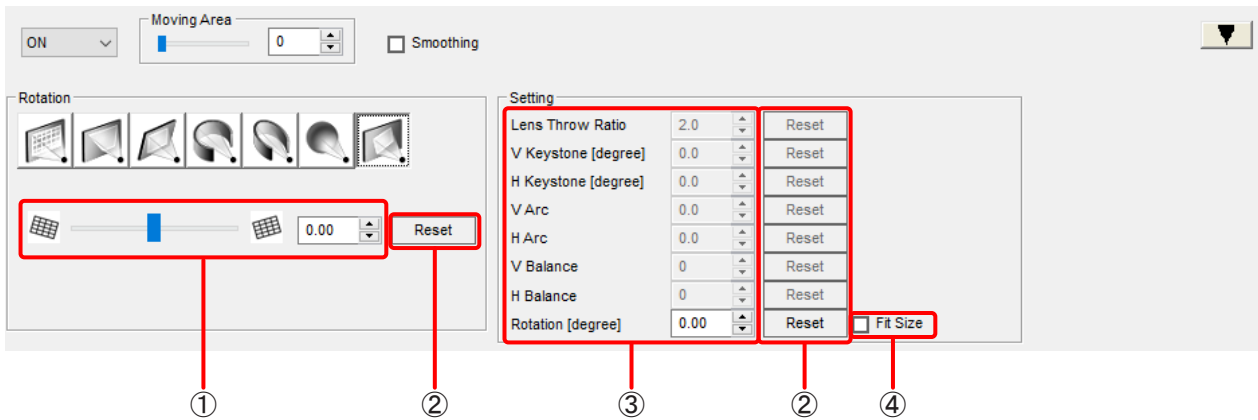 Moving Area
ON
0
Smoothing
Rotation
0.00
Reset
Setting
Lens Throw Ratio 2.0 Reset
V Keystone [degree] 0.0 Reset
H Keystone [degree] 0.0 Reset
V Arc 0.0 Reset
H Arc 0.0 Reset
V Balance 0 Reset
H Balance 0 Reset
Rotation [degree] 0.00 Reset Fit Size
① ② ③ ② ④